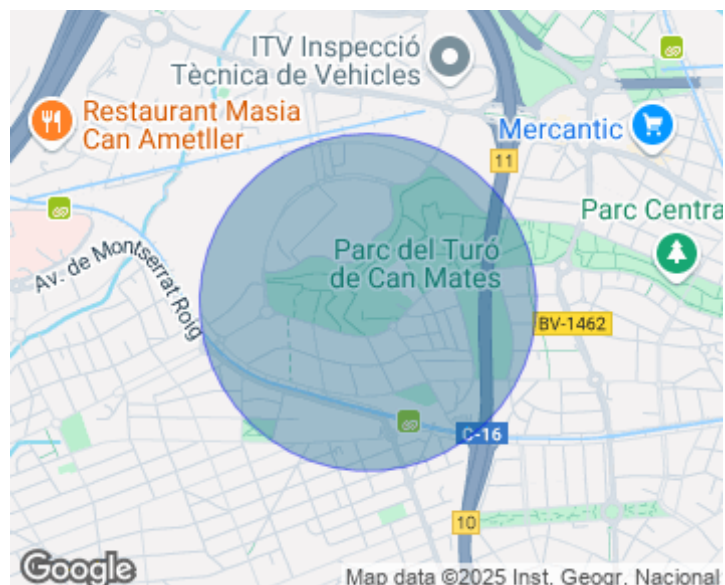 ITV Inspecció
Tècnica de Vehicles
Restaurant Masia
Can Ametller
Mercantic
11
Parc Centra
Parc del Turó
de Can Mates
Av. de Montserrat Roig
BV-1462
C-16
10
Google
Map data ©2025 Inst. Geogr. Nacional